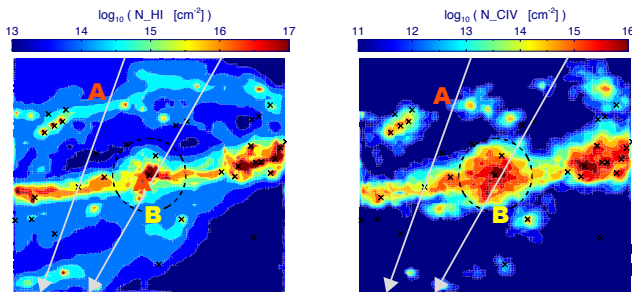 log₁₀ ( N_HI [cm⁻²] ) log₁₀ ( N_CIV [cm⁻²] )
13 14 15 16 17 11 12 13 14 15 16
A A
A
B B